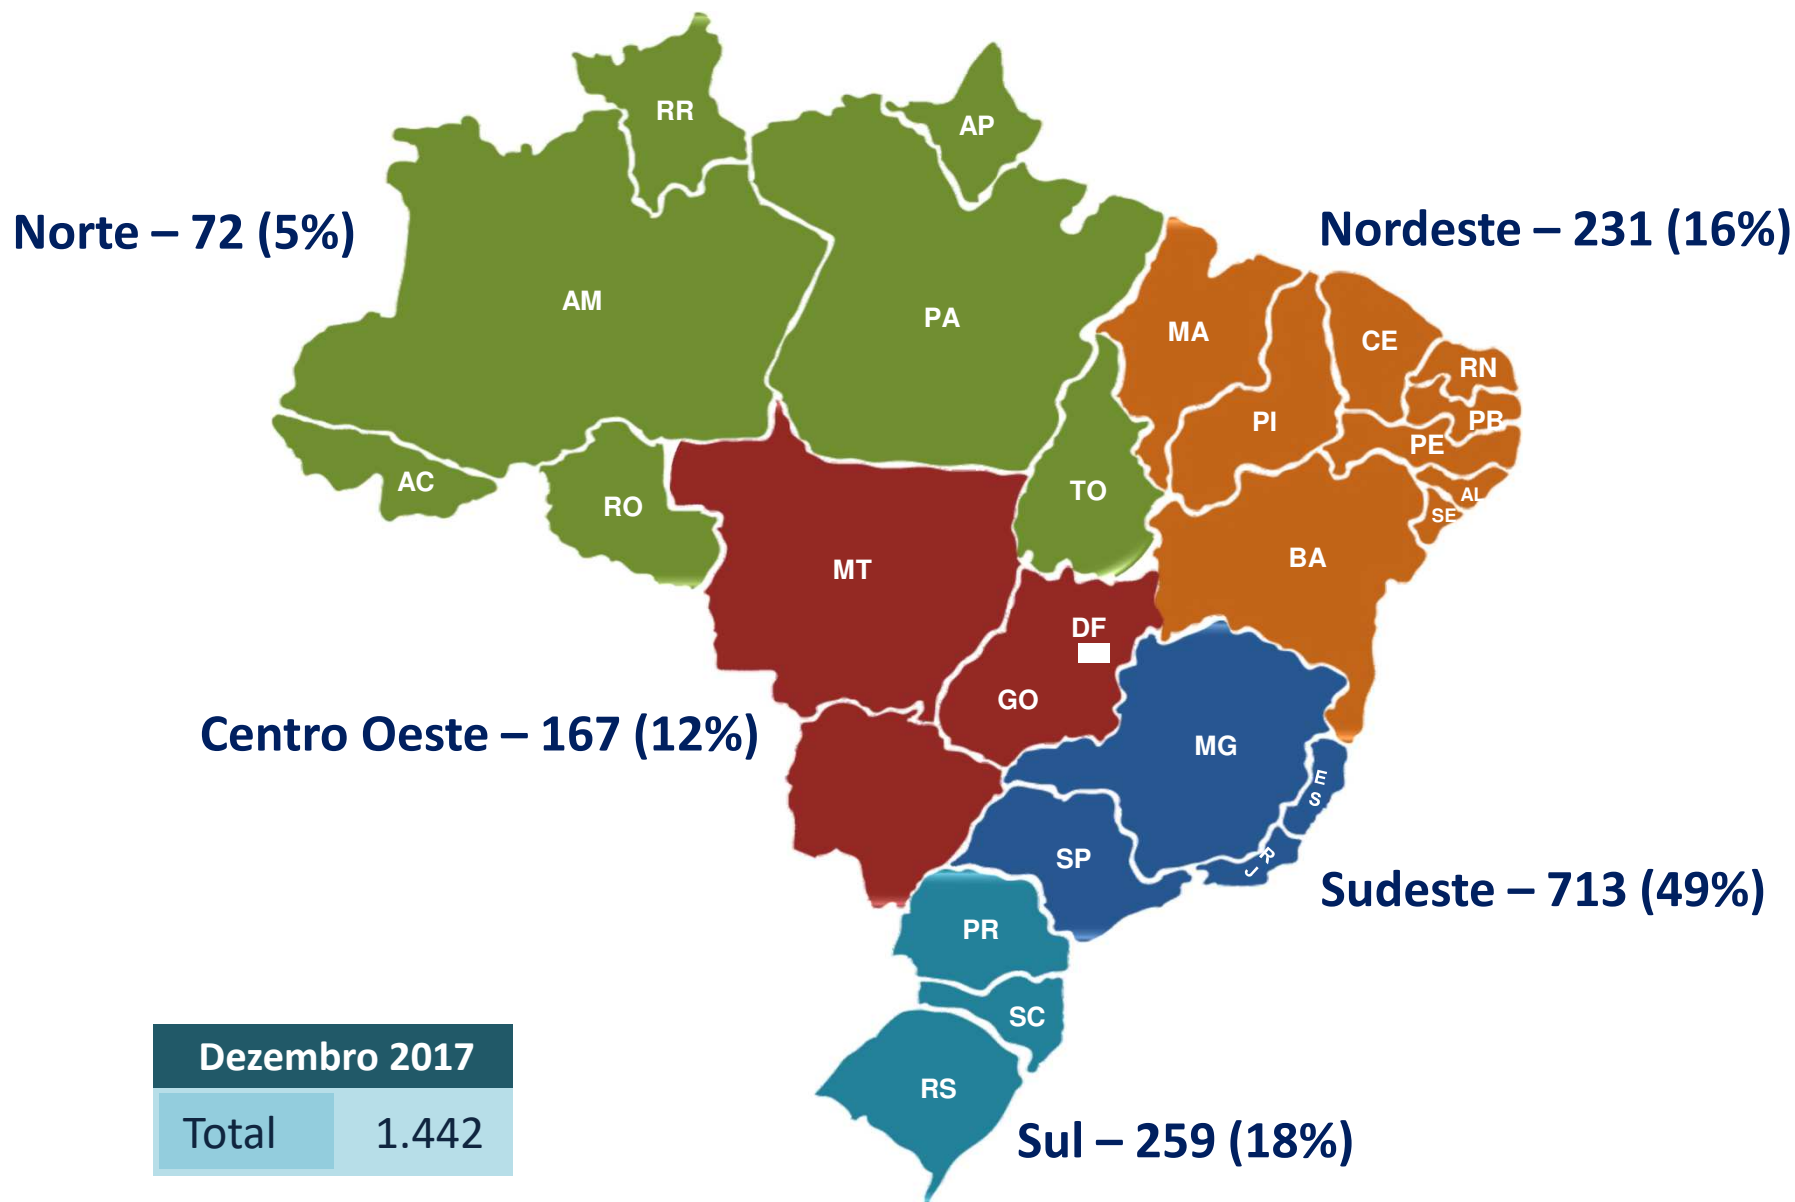 RR
AP
Norte – 72 (5%)
Nordeste – 231 (16%)
AM
PA
MA
CE
RN
PI
PB
PE
AC
RO
TO
AL
SE
MT
BA
DF
GO
Centro Oeste – 167 (12%)
MG
ES
SP
RJ
Sudeste – 713 (49%)
PR
SC
RS
Dezembro 2017
Total 1.442
Sul – 259 (18%)